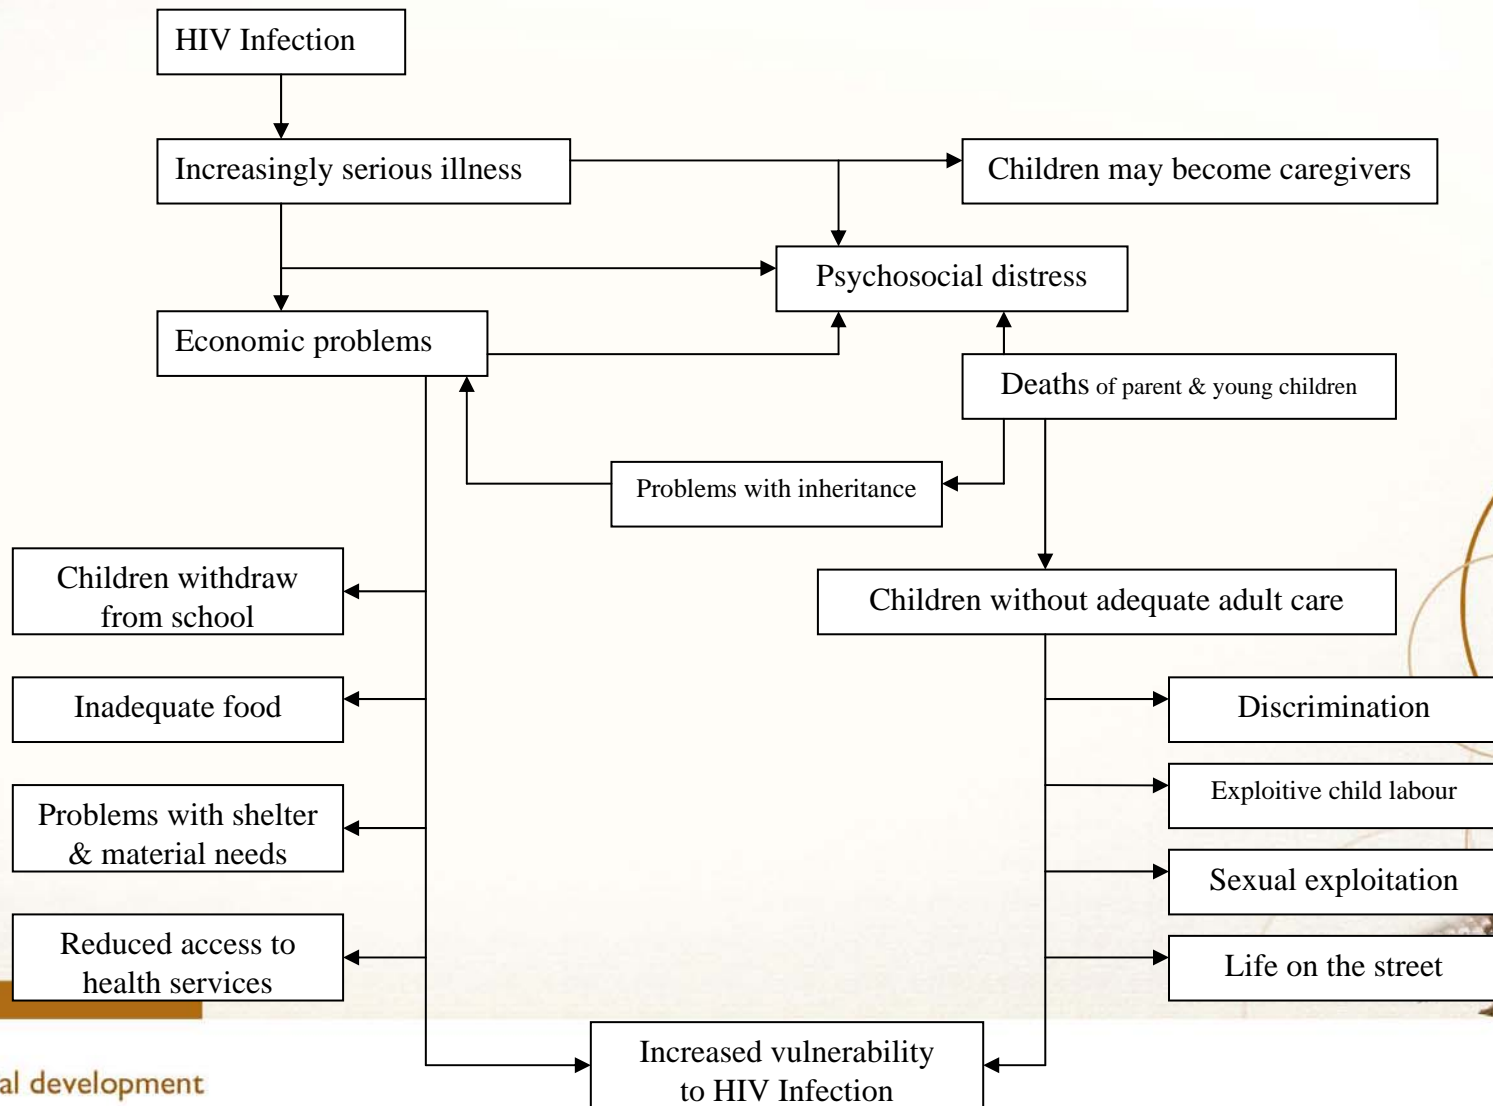 HIV Infection
Increasingly serious illness
Children may become caregivers
Psychosocial distress
Economic problems
Deaths of parent & young children
Problems with inheritance
Children withdraw
from school
Children without adequate adult care
Inadequate food
Discrimination
Problems with shelter
& material needs
Exploitive child labour
Sexual exploitation
Reduced access to
health services
Life on the street
Increased vulnerability
to HIV Infection
al development